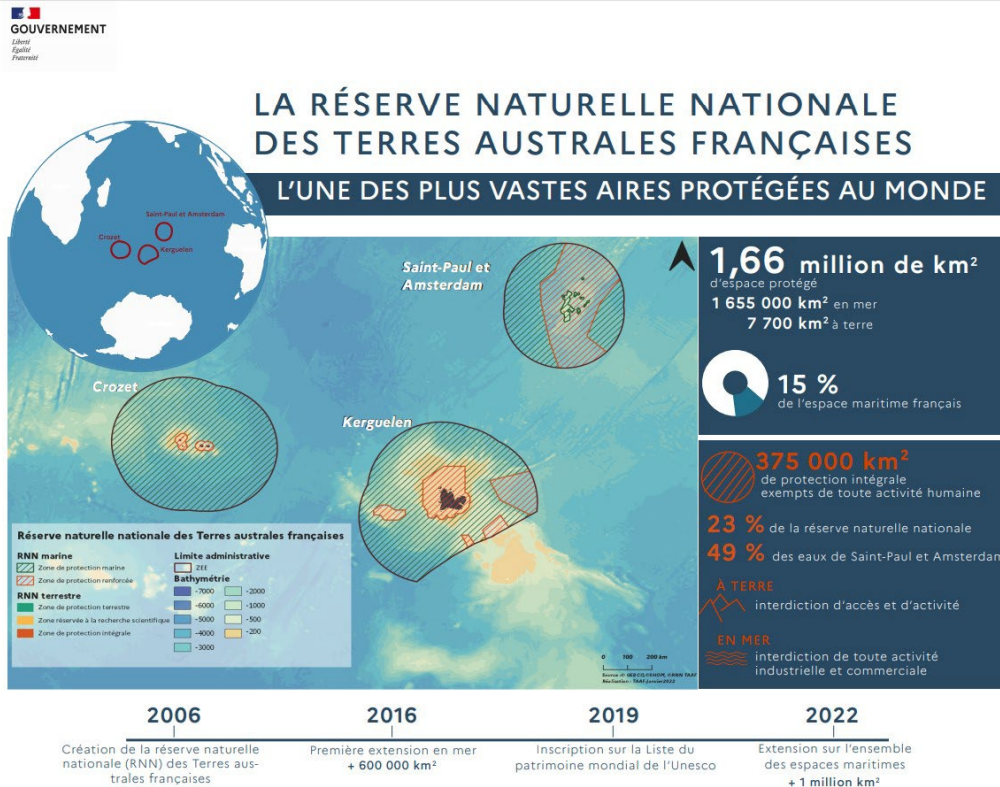 GOUVERNEMENT
Liberté
Égalité
Fraternité
LA RÉSERVE NATURELLE NATIONALE
DES TERRES AUSTRALES FRANÇAISES
L'UNE DES PLUS VASTES AIRES PROTÉGÉES AU MONDE
Saint-Paul et Amsterdam
Crozet
Kerguelen
Saint-Paul et
Amsterdam
Crozet
Kerguelen
1,66 million de km²
d'espace protégé
1 655 000 km² en mer
7 700 km² à terre
15 %
de l'espace maritime français
375 000 km²
de protection intégrale
exempts de toute activité humaine
23 % de la réserve naturelle nationale
49 % des eaux de Saint-Paul et Amsterdam
À TERRE
interdiction d'accès et d'activité
EN MER
interdiction de toute activité
industrielle et commerciale
Réserve naturelle nationale des Terres australes françaises
RNN marine
Zone de protection marine
Zone de protection renforcée
RNN terrestre
Zone de protection terrestre
Zone réservée à la recherche scientifique
Zone de protection intégrale
Limite administrative
ZEE
Bathymétrie
-7000
-6000
-5000
-4000
-3000
-2000
-1000
-500
-200
0 100 200 km
2006
Création de la réserve naturelle
nationale (RNN) des Terres aus-
trales françaises
2016
Première extension en mer
+ 600 000 km²
2019
Inscription sur la Liste du
patrimoine mondial de l'Unesco
2022
Extension sur l'ensemble
des espaces maritimes
+ 1 million km²